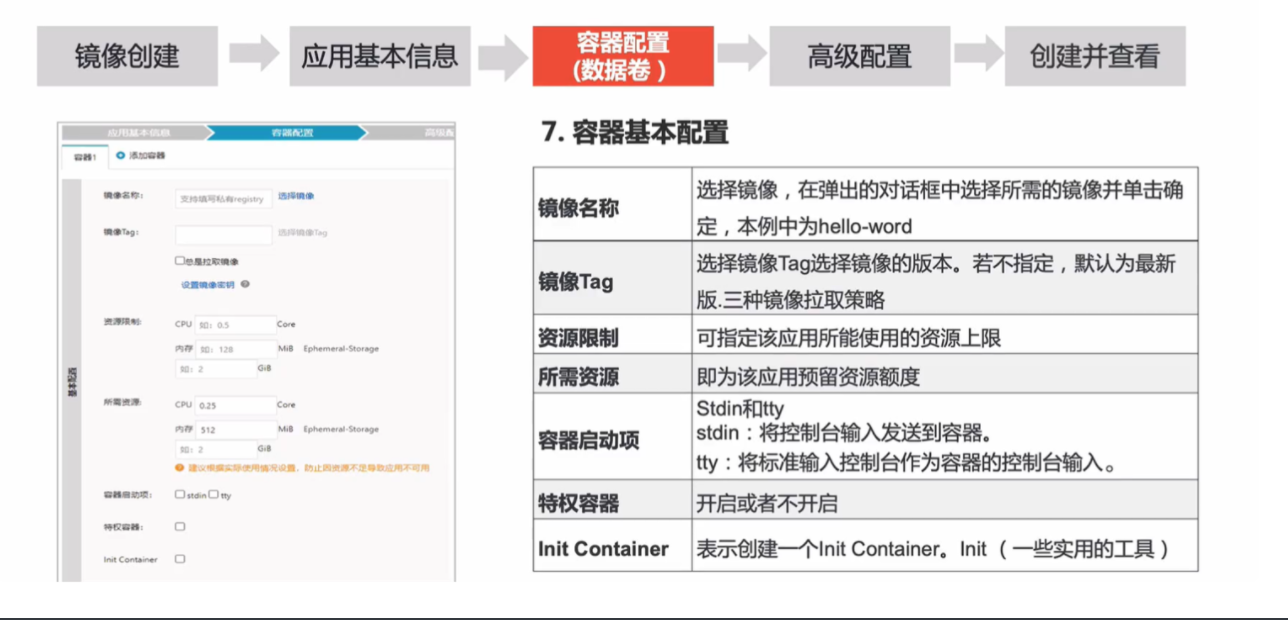 镜像创建
应用基本信息
容器配置
(数据卷)
高级配置
创建并查看
应用基本信息
容器配置
高级配
容器1
添加容器
镜像名称:
支持填写私有registry
选择镜像
镜像Tag:
选择镜像Tag
总是拉取镜像
设置镜像密钥
基本配置
资源限制:
CPU 如: 0.5 Core
内存 如: 128 MiB Ephemeral-Storage
如: 2 GiB
所需资源:
CPU 0.25 Core
内存 512 MiB Ephemeral-Storage
如: 2 GiB
建议根据实际使用情况设置，防止因资源不足导致应用不可用
容器启动项:
stdin tty
特权容器:
Init Container
7. 容器基本配置
镜像名称
选择镜像，在弹出的对话框中选择所需的镜像并单击确
定，本例中为hello-word
镜像Tag
选择镜像Tag选择镜像的版本。若不指定，默认为最新
版.三种镜像拉取策略
资源限制
可指定该应用所能使用的资源上限
所需资源
即为该应用预留资源额度
容器启动项
Stdin和tty
stdin：将控制台输入发送到容器。
tty：将标准输入控制台作为容器的控制台输入。
特权容器
开启或者不开启
Init Container
表示创建一个Init Container。Init （一些实用的工具）